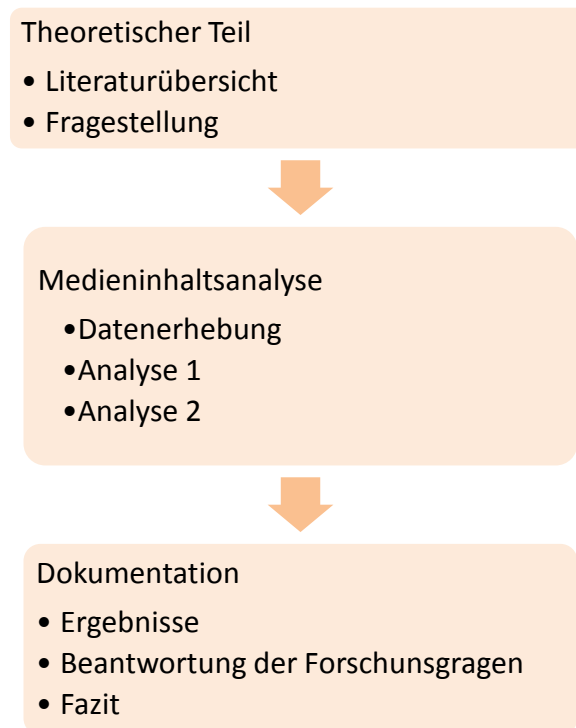 Theoretischer Teil
• Literaturübersicht
• Fragestellung
Medieninhaltsanalyse
•Datenerhebung
•Analyse 1
•Analyse 2
Dokumentation
• Ergebnisse
• Beantwortung der Forschunsgragen
• Fazit